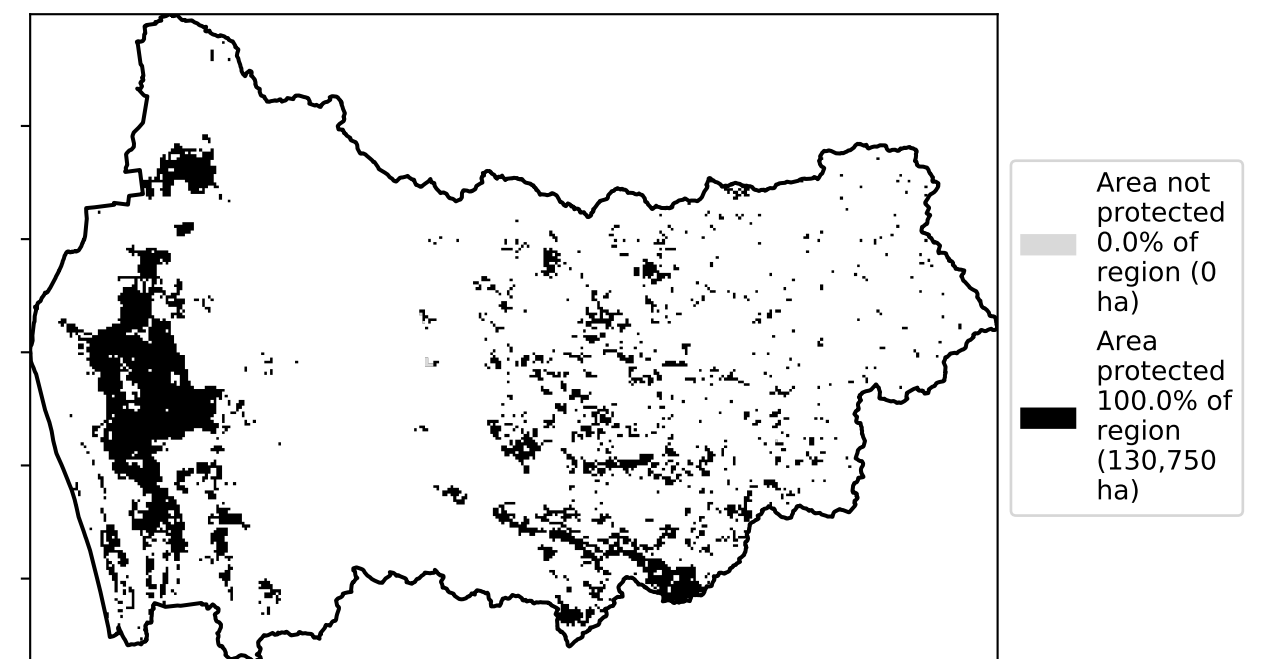 Area not
protected
0.0% of
region (0
ha)
Area
protected
100.0% of
region
(130,750
ha)